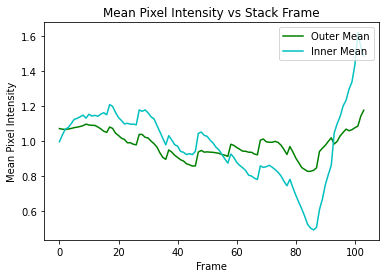 Mean Pixel Intensity vs Stack Frame
Outer Mean
Inner Mean
Mean Pixel Intensity
1.6
1.4
1.2
1.0
0.8
0.6
0
20
40
60
80
100
Frame